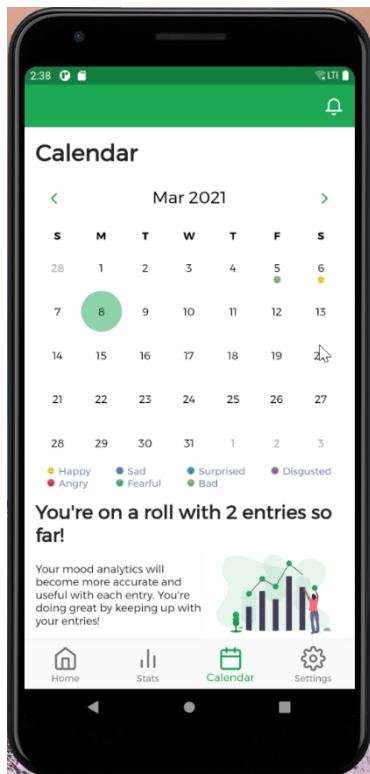 2:38 LTE
Calendar
Mar 2021
S M T W T F S
28 1 2 3 4 5 6
7 8 9 10 11 12 13
14 15 16 17 18 19
21 22 23 24 25 26 27
28 29 30 31 1 2 3
Happy Sad Surprised Disgusted
Angry Fearful Bad
You're on a roll with 2 entries so
far!
Your mood analytics will
become more accurate and
useful with each entry. You're
doing great by keeping up with
your entries!
Home Stats Calendar Settings